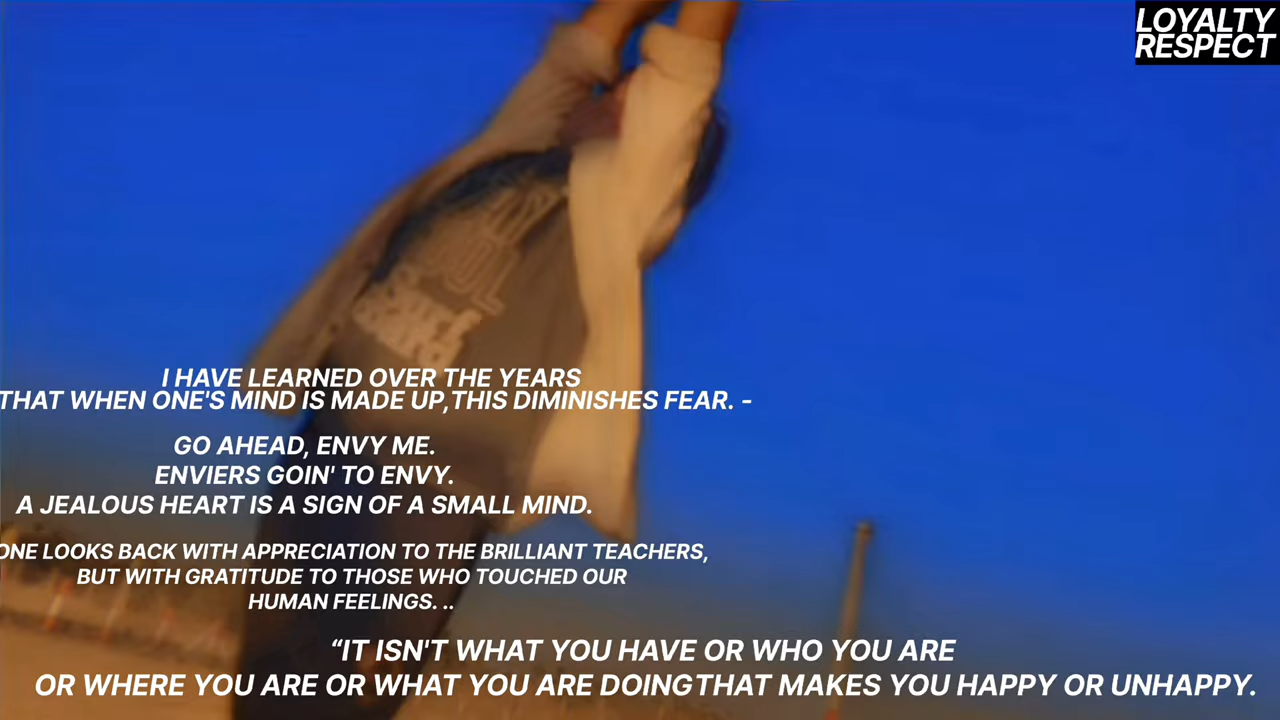 LOYALTY
RESPECT
I HAVE LEARNED OVER THE YEARS
THAT WHEN ONE'S MIND IS MADE UP,THIS DIMINISHES FEAR. -
GO AHEAD, ENVY ME.
ENVIERS GOIN' TO ENVY.
A JEALOUS HEART IS A SIGN OF A SMALL MIND.
ONE LOOKS BACK WITH APPRECIATION TO THE BRILLIANT TEACHERS,
BUT WITH GRATITUDE TO THOSE WHO TOUCHED OUR
HUMAN FEELINGS. ..
“IT ISN'T WHAT YOU HAVE OR WHO YOU ARE
OR WHERE YOU ARE OR WHAT YOU ARE DOINGTHAT MAKES YOU HAPPY OR UNHAPPY.